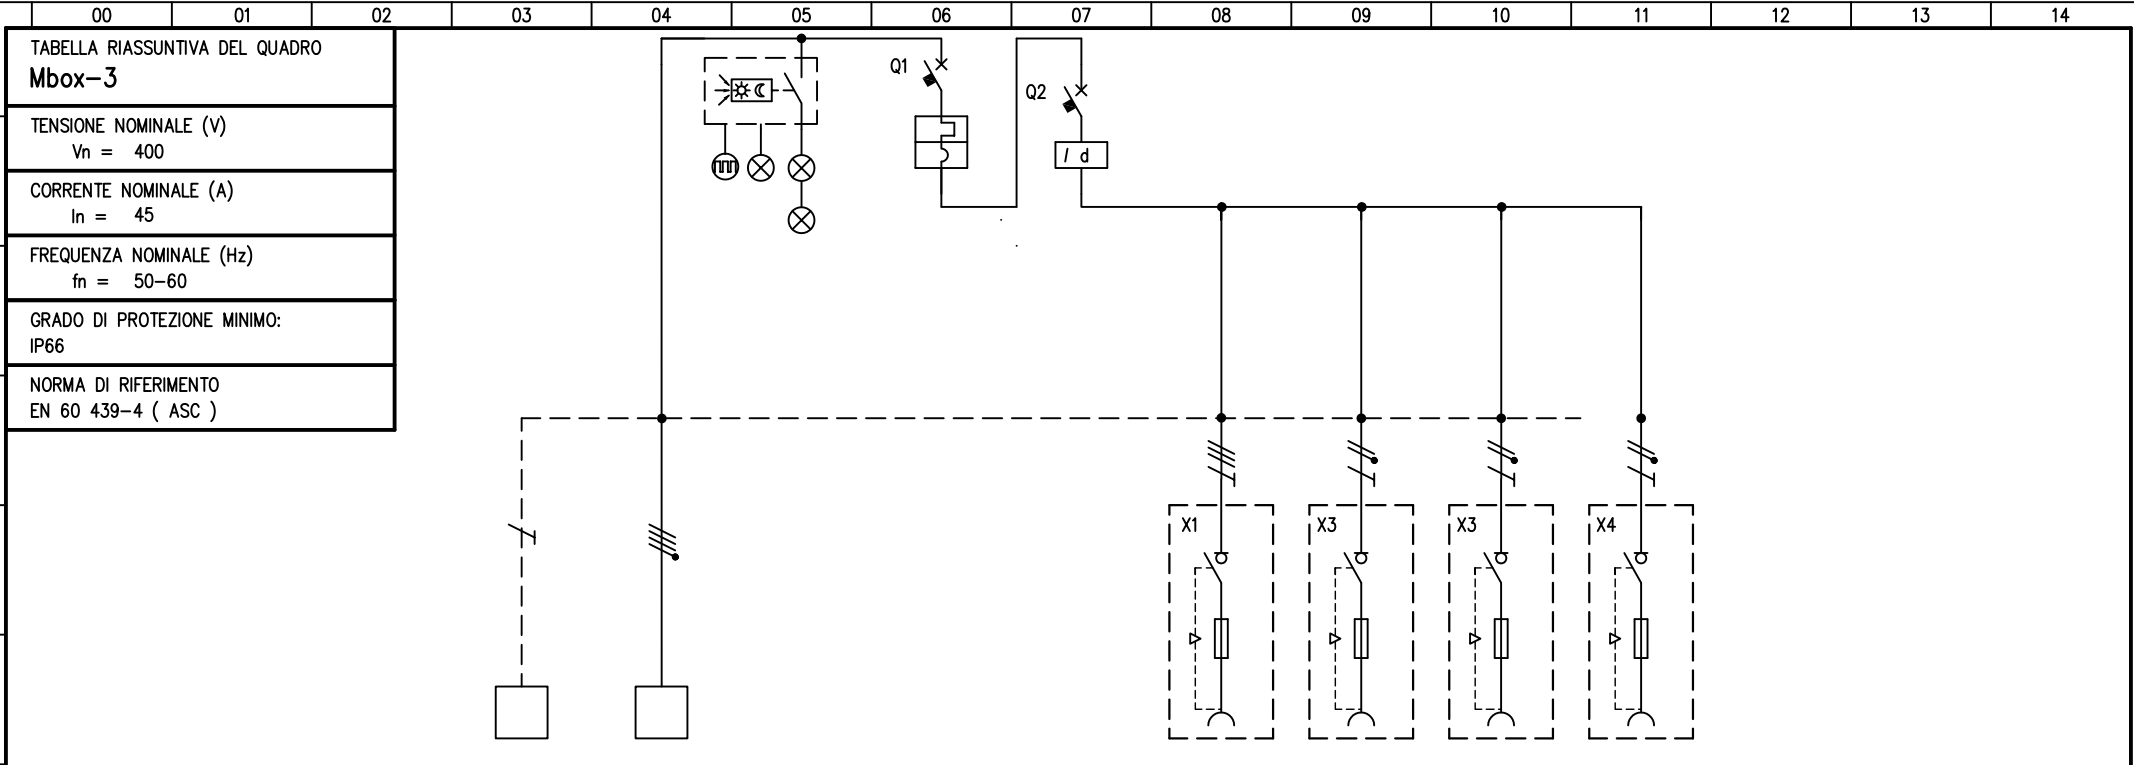 00 01 02 03 04 05 06 07 08 09 10 11 12 13 14
TABELLA RIASSUNTIVA DEL QUADRO
Mbox-3
TENSIONE NOMINALE (V)
Vn = 400
CORRENTE NOMINALE (A)
In = 45
FREQUENZA NOMINALE (Hz)
fn = 50-60
GRADO DI PROTEZIONE MINIMO:
IP66
NORMA DI RIFERIMENTO
EN 60 439-4 ( ASC )
Q1
Q2
I d
X1 X3 X3 X4